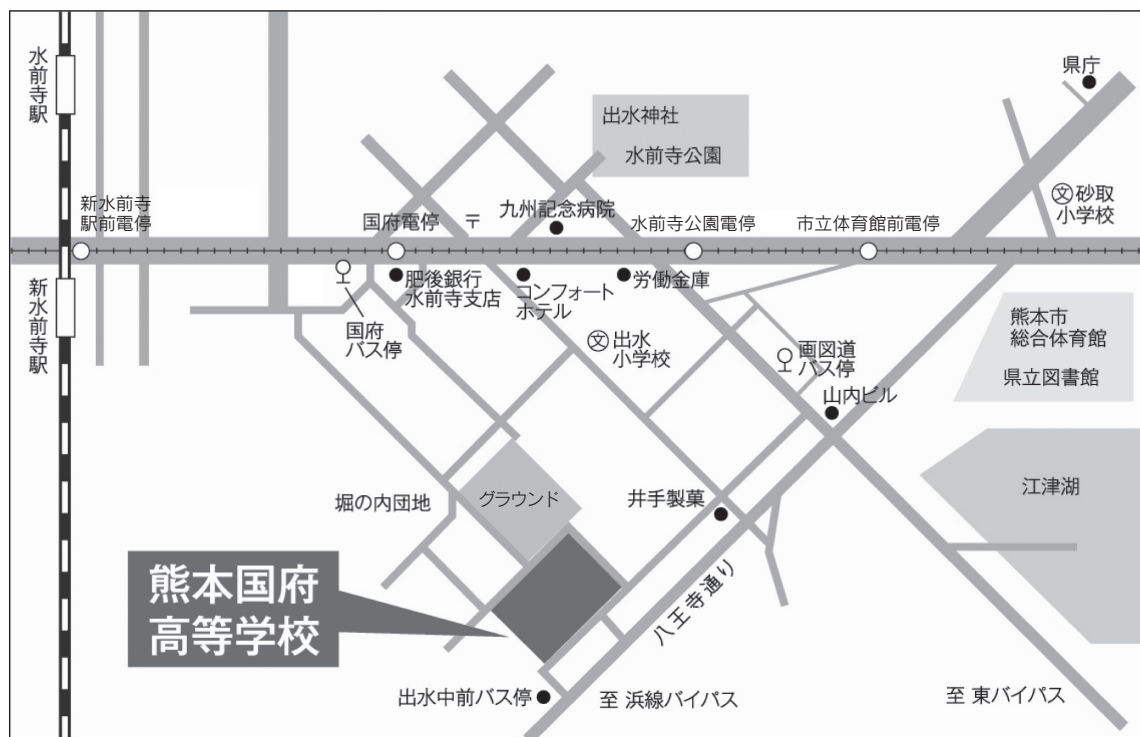 水前寺駅
県庁
出水神社
水前寺公園
砂取
小学校
新水前寺
駅前電停
国府電停
〒
九州記念病院
水前寺公園電停
市立体育館前電停
肥後銀行
水前寺支店
コンフォート
ホテル
労働金庫
新水前寺駅
国府
バス停
文
出水
小学校
文
画図道
バス停
熊本市
総合体育館
県立図書館
山内ビル
グラウンド
堀の内団地
井手製菓
江津湖
熊本国府
高等学校
八王寺通り
出水中前バス停
至 浜線バイパス
至 東バイパス